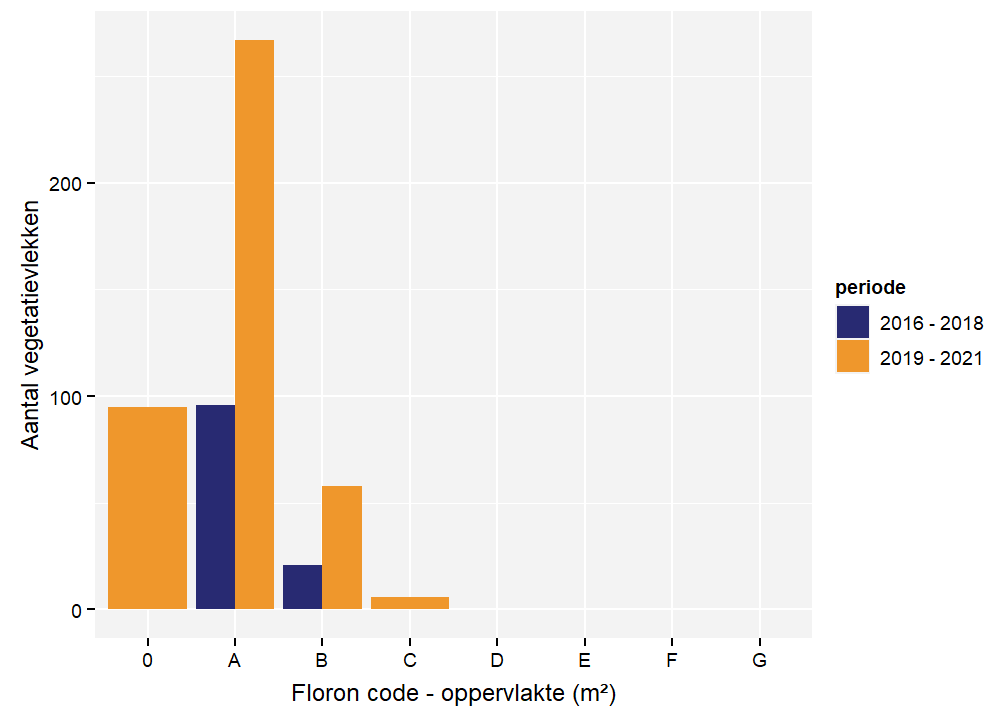 Aantal vegetatievlekken
200
100
0
0 A B C D E F G
Floron code - oppervlakte (m²)
periode
2016 - 2018
2019 - 2021